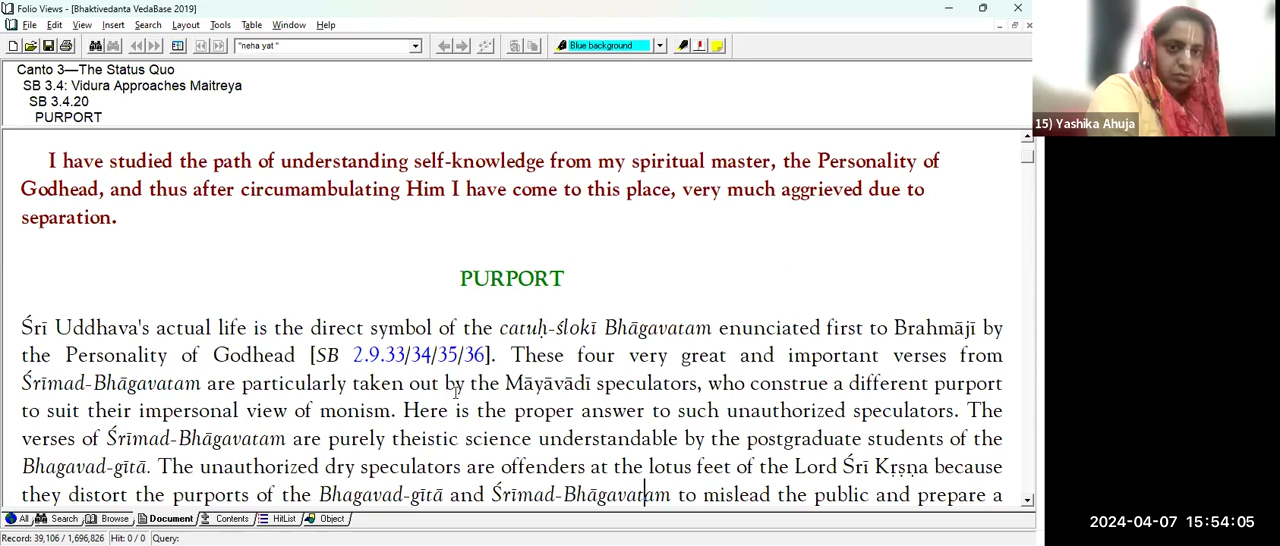 Folio Views - [Bhaktivedanta VedaBase 2019]
File Edit View Insert Search Layout Tools Table Window Help
"neha yat"
Blue background
Canto 3—The Status Quo
SB 3.4: Vidura Approaches Maitreya
SB 3.4.20
PURPORT
I have studied the path of understanding self-knowledge from my spiritual master, the Personality of
Godhead, and thus after circumambulating Him I have come to this place, very much aggrieved due to
separation.
PURPORT
Śrī Uddhava's actual life is the direct symbol of the catuḥ-ślokī Bhāgavatam enunciated first to Brahmājī by
the Personality of Godhead [SB 2.9.33/34/35/36]. These four very great and important verses from
Śrīmad-Bhāgavatam are particularly taken out by the Māyāvādī speculators, who construe a different purport
to suit their impersonal view of monism. Here is the proper answer to such unauthorized speculators. The
verses of Śrīmad-Bhāgavatam are purely theistic science understandable by the postgraduate students of the
Bhagavad-gītā. The unauthorized dry speculators are offenders at the lotus feet of the Lord Śrī Kṛṣṇa because
they distort the purports of the Bhagavad-gītā and Śrīmad-Bhāgavatam to mislead the public and prepare a
All Search Browse Document Contents HitList Object
Record: 39,106 / 1,696,826 Hit: 0 / 0 Query:
15) Yashika Ahuja
2024-04-07 15:54:05